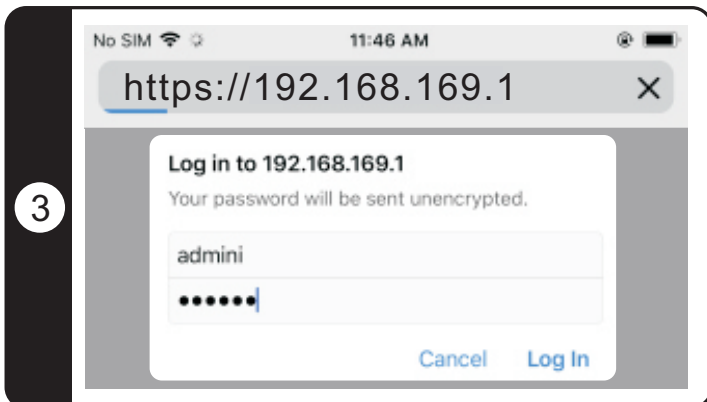 No SIM 11:46 AM
https://192.168.169.1
Log in to 192.168.169.1
Your password will be sent unencrypted.
3
admini
••••••
Cancel Log In